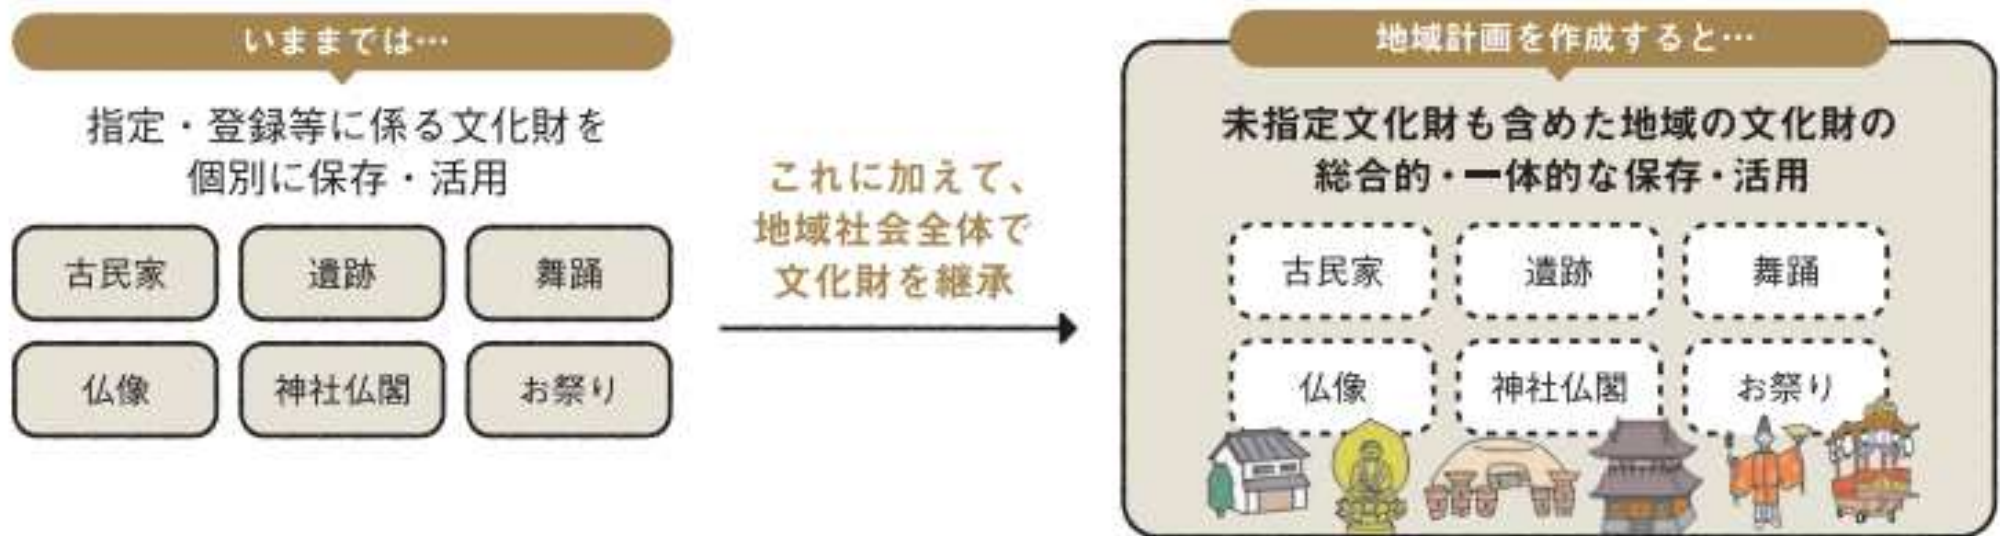 いままでは…
指定・登録等に係る文化財を
個別に保存・活用
古民家
遺跡
舞踊
仏像
神社仏閣
お祭り
これに加えて、
地域社会全体で
文化財を継承
地域計画を作成すると…
未指定文化財も含めた地域の文化財の
総合的・一体的な保存・活用
古民家
遺跡
舞踊
仏像
神社仏閣
お祭り